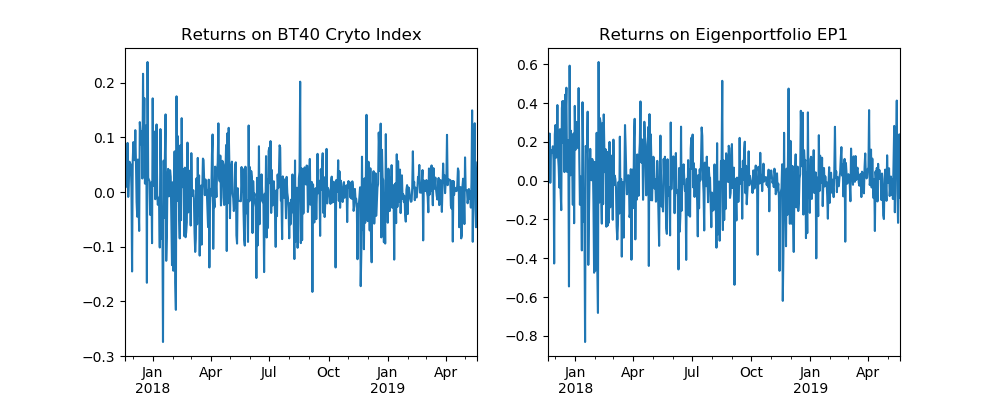 Returns on BT40 Cryto Index
0.2
0.1
0.0
−0.1
−0.2
−0.3
Jan
2018
Apr
Jul
Oct
Jan
2019
Apr
Returns on Eigenportfolio EP1
0.6
0.4
0.2
0.0
−0.2
−0.4
−0.6
−0.8
Jan
2018
Apr
Jul
Oct
Jan
2019
Apr